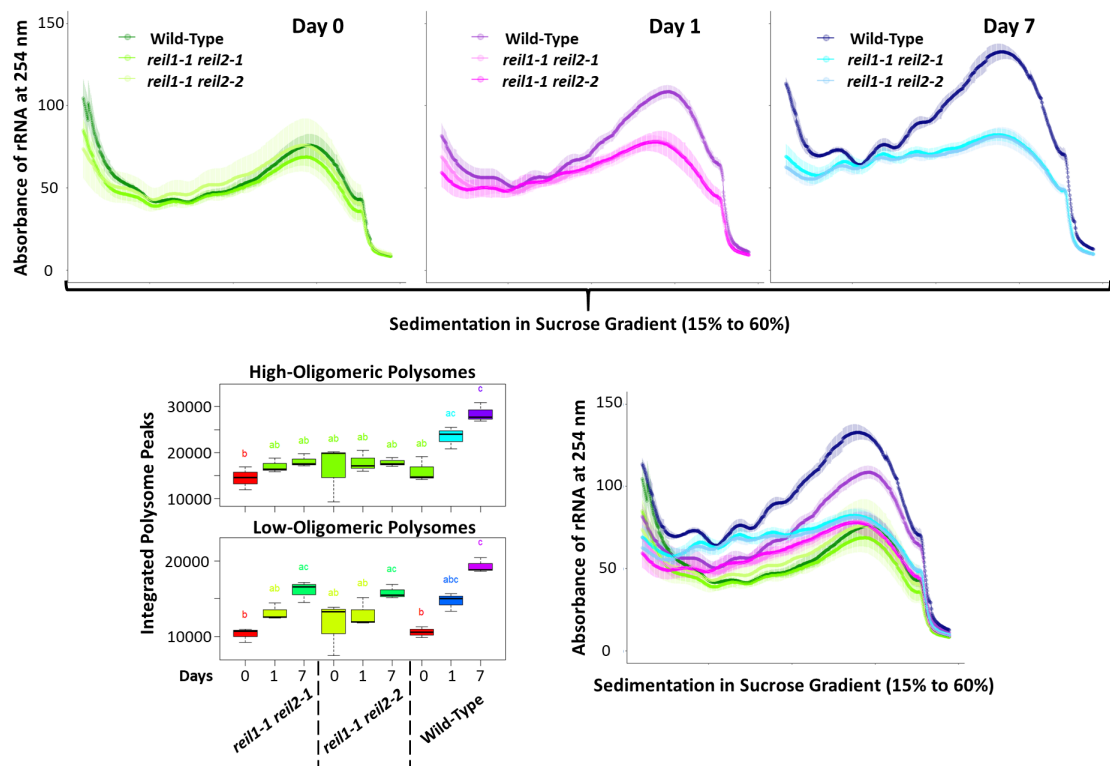 Absorbance of rRNA at 254 nm
150
100
50
0
Day 0
Wild-Type
reil1-1 reil2-1
reil1-1 reil2-2
Day 1
Wild-Type
reil1-1 reil2-1
reil1-1 reil2-2
Day 7
Wild-Type
reil1-1 reil2-1
reil1-1 reil2-2
Sedimentation in Sucrose Gradient (15% to 60%)
Integrated Polysome Peaks
High-Oligomeric Polysomes
30000
20000
10000
b ab ab ab ab ab ab ac c
Low-Oligomeric Polysomes
20000
10000
b ab ac ab ab ac b abc c
Days 0 1 7 0 1 7 0 1 7
reil1-1 reil2-1
reil1-1 reil2-2
Wild-Type
Absorbance of rRNA at 254 nm
150
100
50
0
Sedimentation in Sucrose Gradient (15% to 60%)